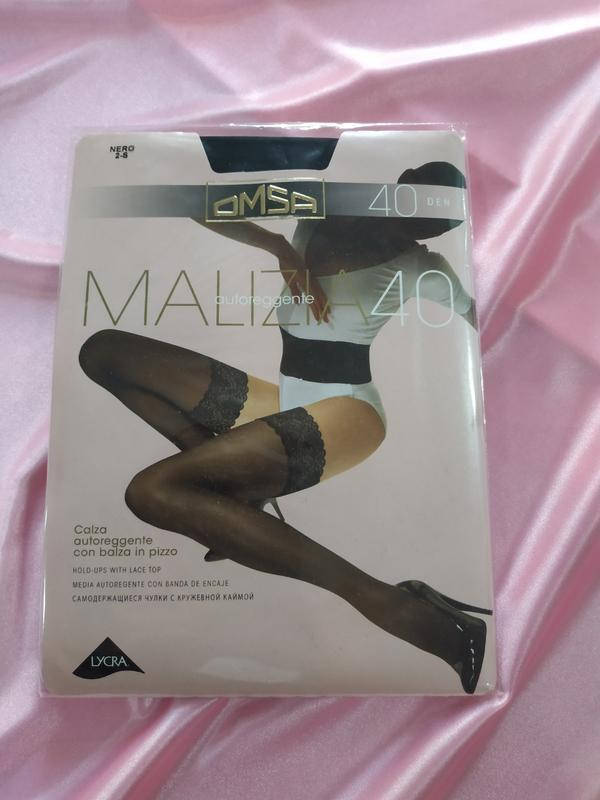 NERO
2-S
OMSA
40 DEN
MALIZIA 40
autoreggente
Calza
autoreggente
con balza in pizzo
HOLD-UPS WITH LACE TOP
MEDIA AUTOREGENTE CON BANDA DE ENCAJE
САМОДЕРЖАЩИЕСЯ ЧУЛКИ С КРУЖЕВНОЙ КАЙМОЙ
LYCRA